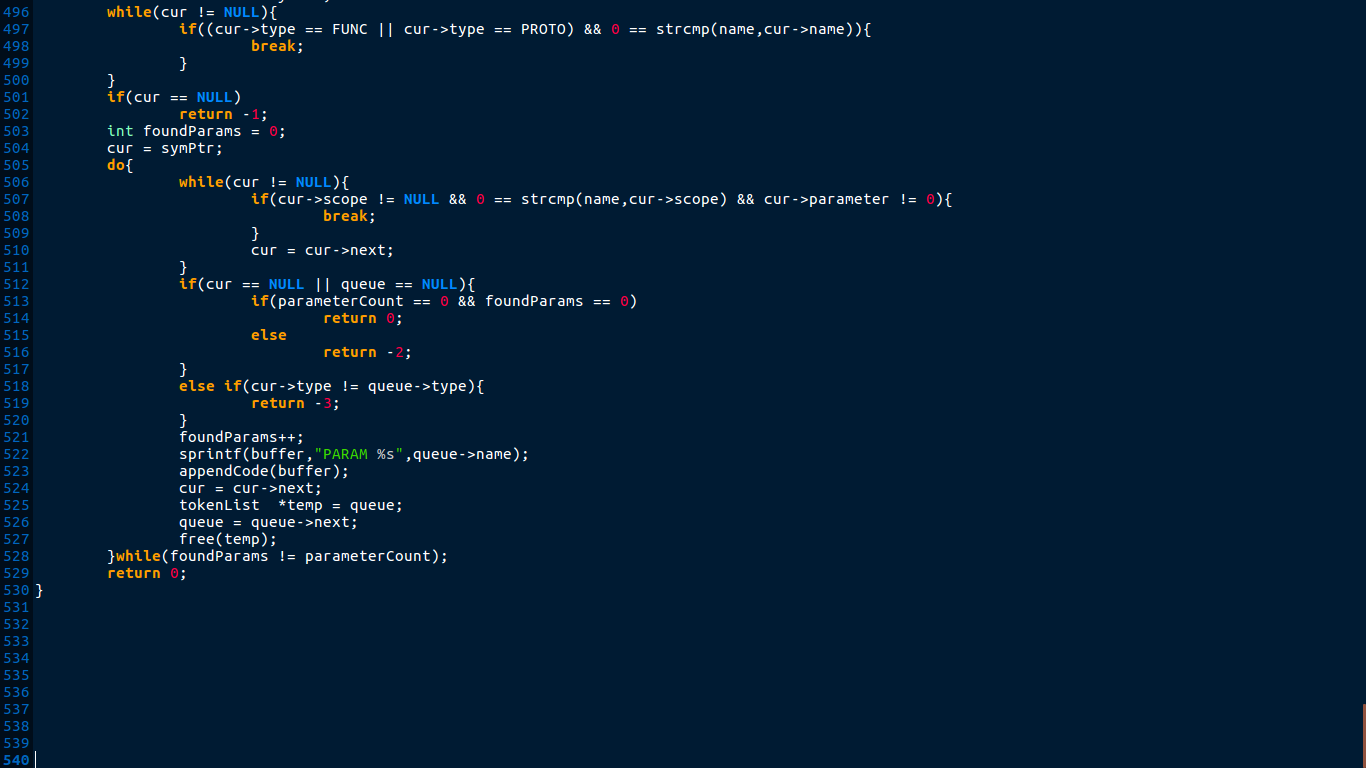 496 while(cur != NULL){
497 if((cur->type == FUNC || cur->type == PROTO) && 0 == strcmp(name,cur->name)){
498 break;
499 }
500 }
501 if(cur == NULL)
502 return -1;
503 int foundParams = 0;
504 cur = symPtr;
505 do{
506 while(cur != NULL){
507 if(cur->scope != NULL && 0 == strcmp(name,cur->scope) && cur->parameter != 0){
508 break;
509 }
510 cur = cur->next;
511 }
512 if(cur == NULL || queue == NULL){
513 if(parameterCount == 0 && foundParams == 0)
514 return 0;
515 else
516 return -2;
517 }
518 else if(cur->type != queue->type){
519 return -3;
520 }
521 foundParams++;
522 sprintf(buffer,"PARAM %s",queue->name);
523 appendCode(buffer);
524 cur = cur->next;
525 tokenList  *temp = queue;
526 queue = queue->next;
527 free(temp);
528 }while(foundParams != parameterCount);
529 return 0;
530 }
531
532
533
534
535
536
537
538
539
540